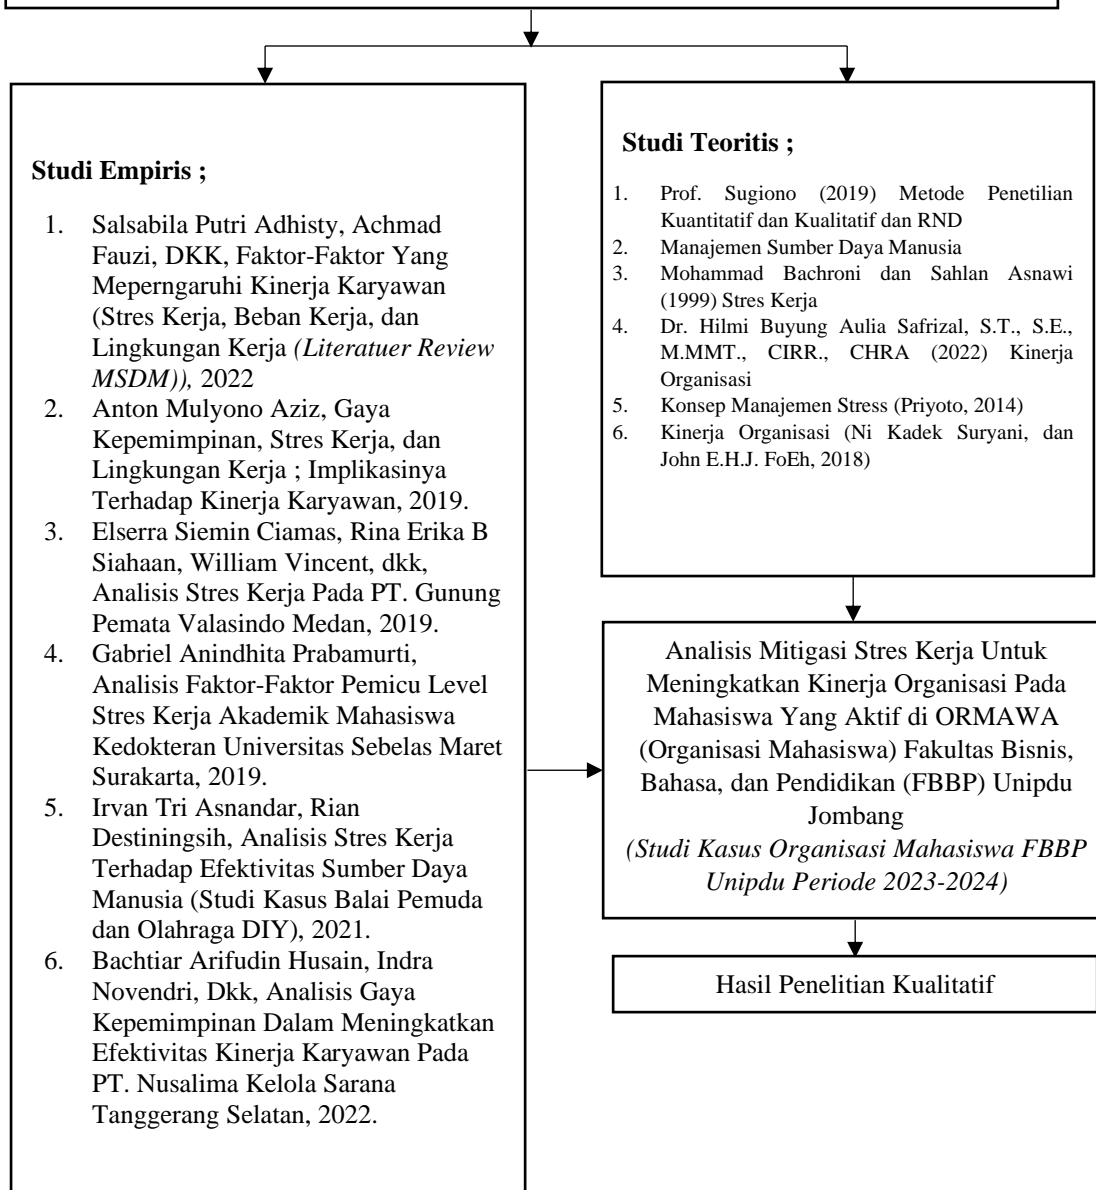 Studi Empiris ;
1. Salsabila Putri Adhisty, Achmad
Fauzi, DKK, Faktor-Faktor Yang
Meperngaruhi Kinerja Karyawan
(Stres Kerja, Beban Kerja, dan
Lingkungan Kerja (Literatuer Review
MSDM)), 2022
2. Anton Mulyono Aziz, Gaya
Kepemimpinan, Stres Kerja, dan
Lingkungan Kerja ; Implikasinya
Terhadap Kinerja Karyawan, 2019.
3. Elserra Siemin Ciamas, Rina Erika B
Siahaan, William Vincent, dkk,
Analisis Stres Kerja Pada PT. Gunung
Pemata Valasindo Medan, 2019.
4. Gabriel Anindhita Prabamurti,
Analisis Faktor-Faktor Pemicu Level
Stres Kerja Akademik Mahasiswa
Kedokteran Universitas Sebelas Maret
Surakarta, 2019.
5. Irvan Tri Asnandar, Rian
Destiningsih, Analisis Stres Kerja
Terhadap Efektivitas Sumber Daya
Manusia (Studi Kasus Balai Pemuda
dan Olahraga DIY), 2021.
6. Bachtiar Arifudin Husain, Indra
Novendri, Dkk, Analisis Gaya
Kepemimpinan Dalam Meningkatkan
Efektivitas Kinerja Karyawan Pada
PT. Nusalima Kelola Sarana
Tanggerang Selatan, 2022.
Studi Teoritis ;
1. Prof. Sugiono (2019) Metode Penetilian
Kuantitatif dan Kualitatif dan RND
2. Manajemen Sumber Daya Manusia
3. Mohammad Bachroni dan Sahlan Asnawi
(1999) Stres Kerja
4. Dr. Hilmi Buyung Aulia Safrizal, S.T., S.E.,
M.MMT., CIRR., CHRA (2022) Kinerja
Organisasi
5. Konsep Manajemen Stress (Priyoto, 2014)
6. Kinerja Organisasi (Ni Kadek Suryani, dan
John E.H.J. FoEh, 2018)
Analisis Mitigasi Stres Kerja Untuk
Meningkatkan Kinerja Organisasi Pada
Mahasiswa Yang Aktif di ORMAWA
(Organisasi Mahasiswa) Fakultas Bisnis,
Bahasa, dan Pendidikan (FBBP) Unipdu
Jombang
(Studi Kasus Organisasi Mahasiswa FBBP
Unipdu Periode 2023-2024)
Hasil Penelitian Kualitatif